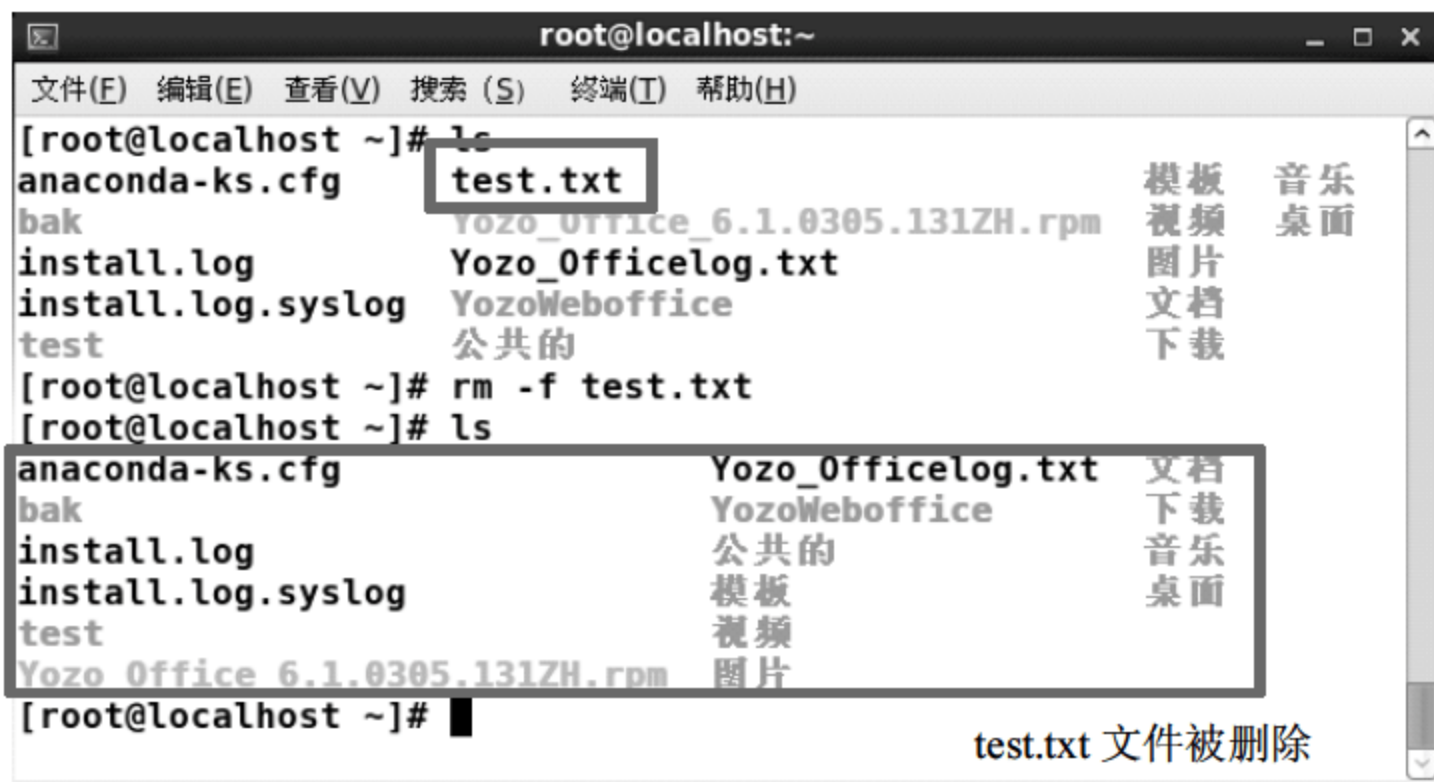 root@localhost:~
文件(F) 编辑(E) 查看(V) 搜索 (S) 终端(T) 帮助(H)
[root@localhost ~]# ls
anaconda-ks.cfg test.txt 模板 音乐
bak Yozo_Office_6.1.0305.131ZH.rpm 视频 桌面
install.log Yozo_Officelog.txt 图片
install.log.syslog YozoWeboffice 文档
test 公共的 下载
[root@localhost ~]# rm -f test.txt
[root@localhost ~]# ls
anaconda-ks.cfg Yozo_Officelog.txt 文档
bak YozoWeboffice 下载
install.log 公共的 音乐
install.log.syslog 模板 桌面
test 视频
Yozo_Office_6.1.0305.131ZH.rpm 图片
[root@localhost ~]#
test.txt 文件被删除